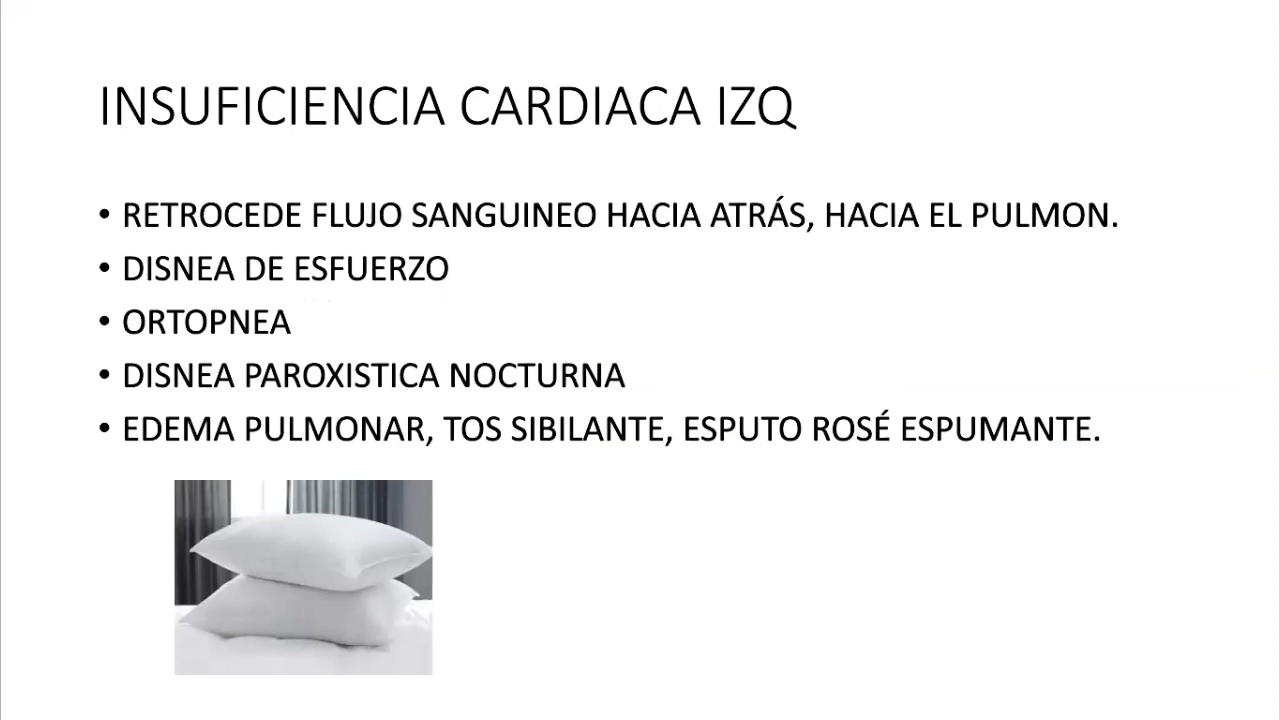 INSUFICIENCIA CARDIACA IZQ
• RETROCEDE FLUJO SANGUINEO HACIA ATRÁS, HACIA EL PULMON.
• DISNEA DE ESFUERZO
• ORTOPNEA
• DISNEA PAROXISTICA NOCTURNA
• EDEMA PULMONAR, TOS SIBILANTE, ESPUTO ROSÉ ESPUMANTE.